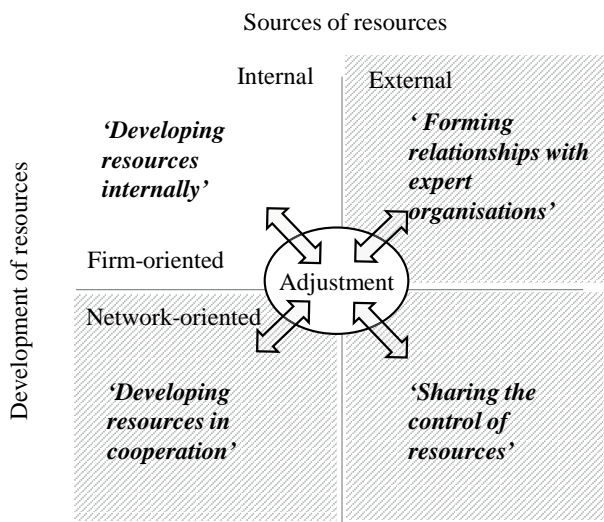 Sources of resources
Internal
External
‘Developing
resources
internally’
‘ Forming
relationships with
expert
organisations’
Development of resources
Firm-oriented
Adjustment
Network-oriented
‘Developing
resources in
cooperation’
‘Sharing the
control of
resources’